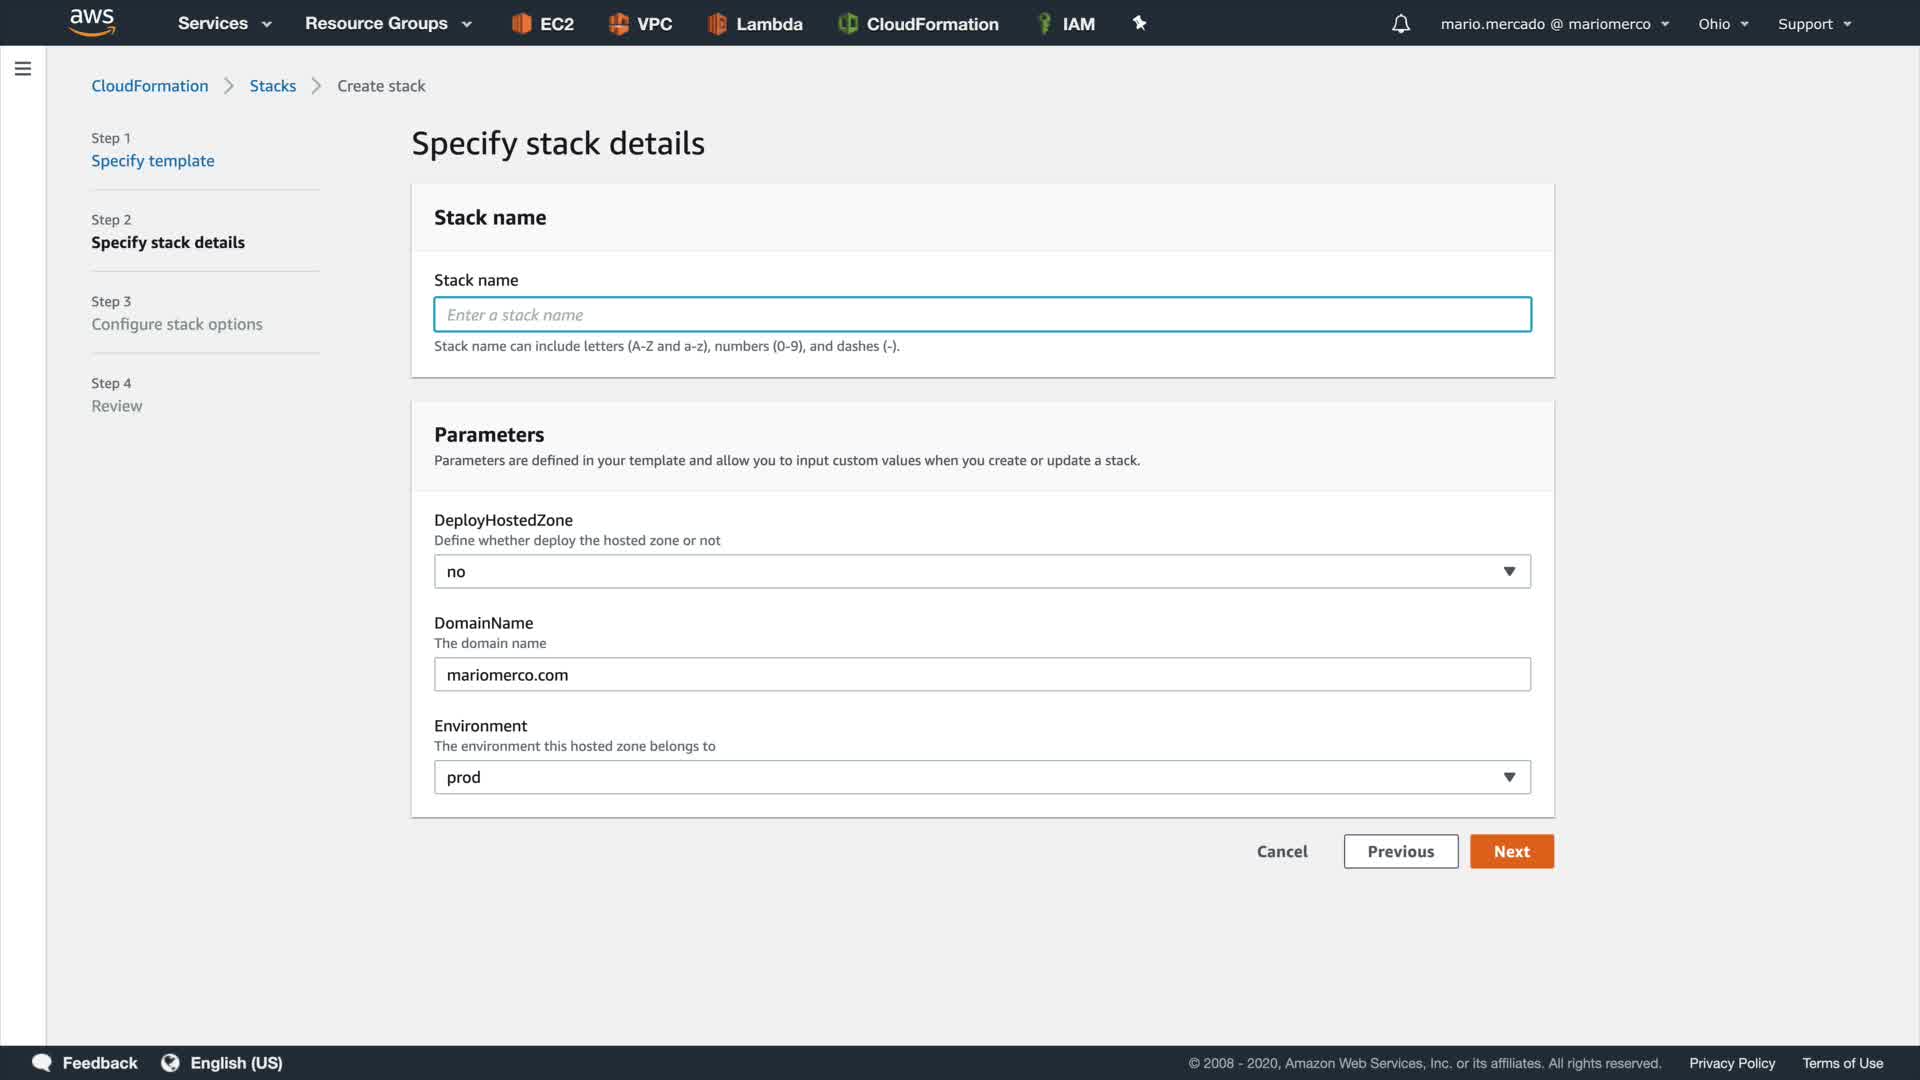 aws Services Resource Groups EC2 VPC Lambda CloudFormation IAM mario.mercado @ mariomerco Ohio Support
CloudFormation Stacks Create stack
Step 1
Specify template
Step 2
Specify stack details
Step 3
Configure stack options
Step 4
Review
Specify stack details
Stack name
Stack name
Enter a stack name
Stack name can include letters (A-Z and a-z), numbers (0-9), and dashes (-).
Parameters
Parameters are defined in your template and allow you to input custom values when you create or update a stack.
DeployHostedZone
Define whether deploy the hosted zone or not
no
DomainName
The domain name
mariomerco.com
Environment
The environment this hosted zone belongs to
prod
Cancel Previous Next
Feedback English (US) © 2008 - 2020, Amazon Web Services, Inc. or its affiliates. All rights reserved. Privacy Policy Terms of Use